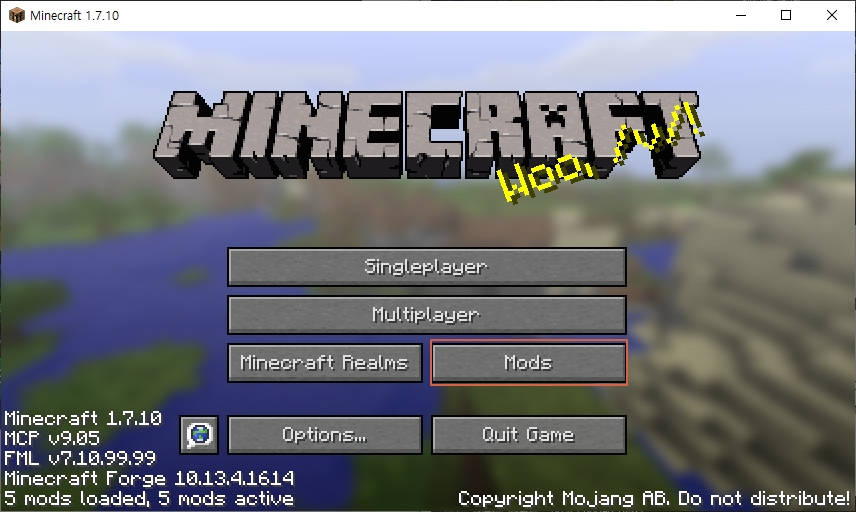 Minecraft 1.7.10
MINECRAFT
Woo, /v/!
Singleplayer
Multiplayer
Minecraft Realms
Mods
Options...
Quit Game
Minecraft 1.7.10
MCP v9.05
FML v7.10.99.99
Minecraft Forge 10.13.4.1614
5 mods loaded, 5 mods active
Copyright Mojang AB. Do not distribute!